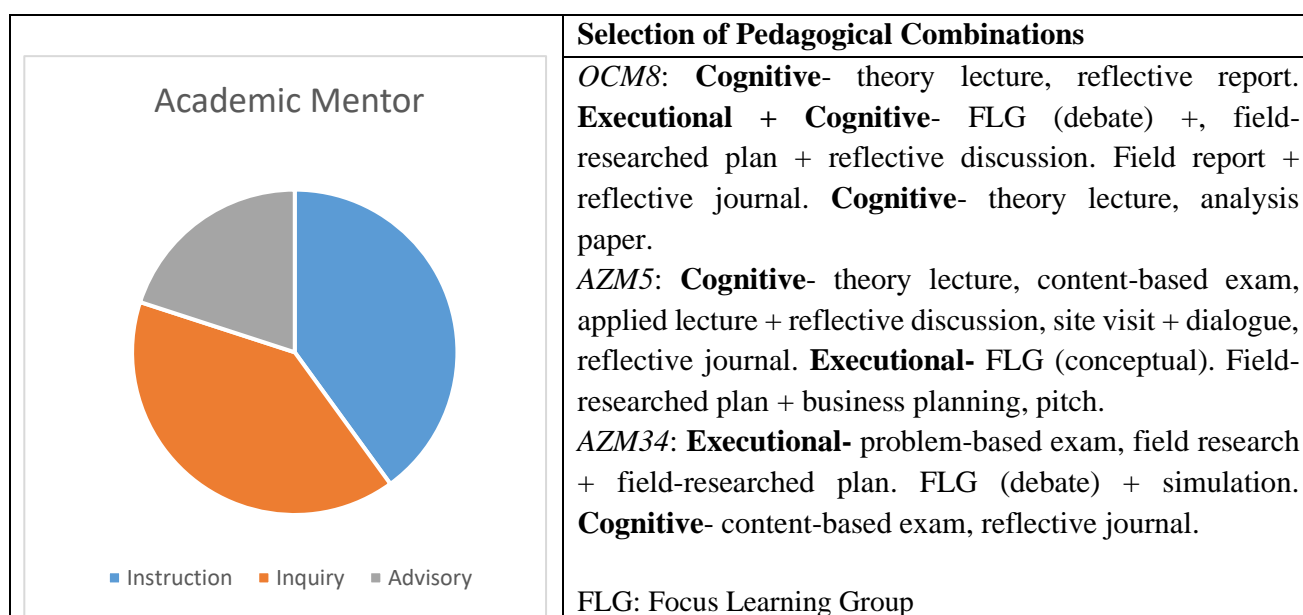 Academic Mentor
Instruction Inquiry Advisory
Selection of Pedagogical Combinations
OCM8: Cognitive- theory lecture, reflective report.
Executional + Cognitive- FLG (debate) +, field-
researched plan + reflective discussion. Field report +
reflective journal. Cognitive- theory lecture, analysis
paper.
AZM5: Cognitive- theory lecture, content-based exam,
applied lecture + reflective discussion, site visit + dialogue,
reflective journal. Executional- FLG (conceptual). Field-
researched plan + business planning, pitch.
AZM34: Executional- problem-based exam, field research
+ field-researched plan. FLG (debate) + simulation.
Cognitive- content-based exam, reflective journal.
FLG: Focus Learning Group